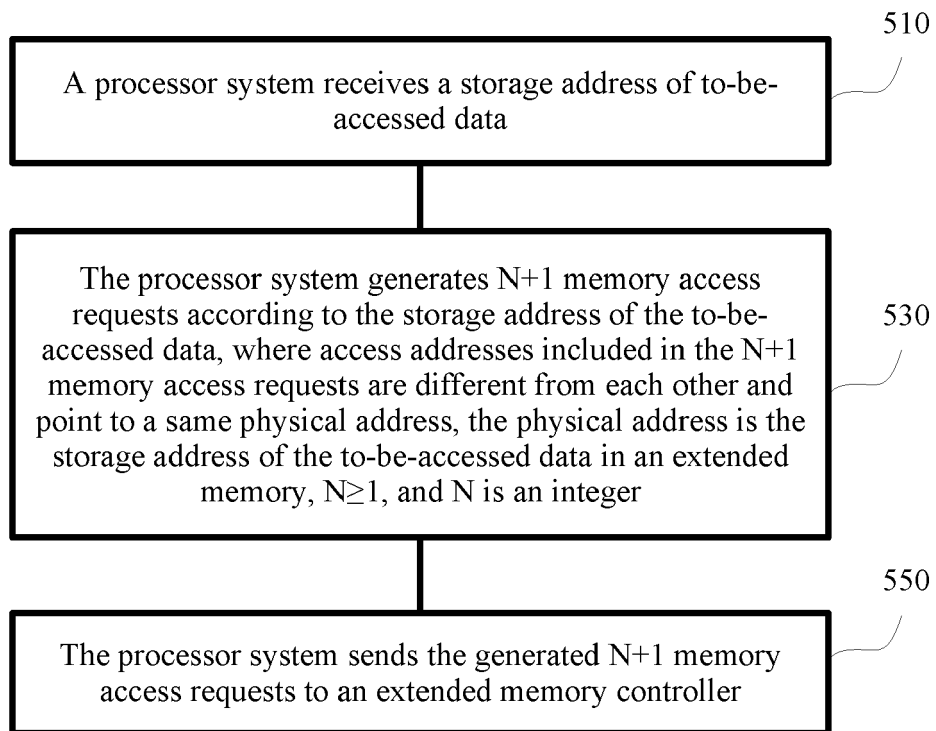 510
A processor system receives a storage address of to-be-
accessed data
530
The processor system generates N+1 memory access
requests according to the storage address of the to-be-
accessed data, where access addresses included in the N+1
memory access requests are different from each other and
point to a same physical address, the physical address is the
storage address of the to-be-accessed data in an extended
memory, N≥1, and N is an integer
550
The processor system sends the generated N+1 memory
access requests to an extended memory controller